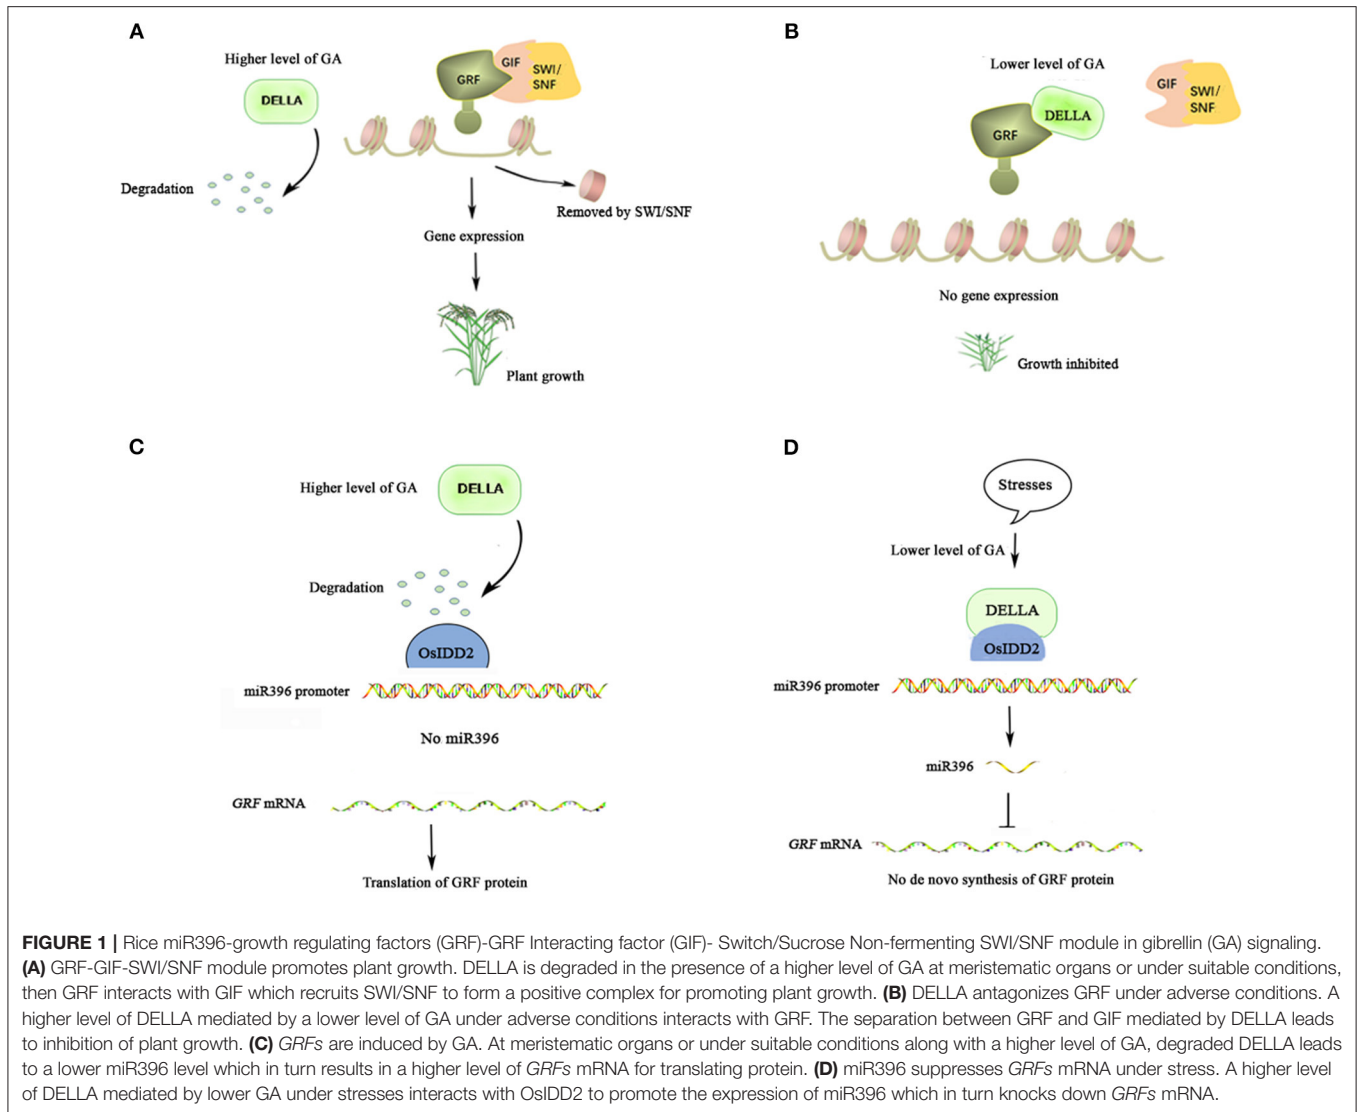 A
Higher level of GA
DELLA
Degradation
GRF
GIF
SWI/
SNF
Removed by SWI/SNF
Gene expression
Plant growth
B
Lower level of GA
GRF
DELLA
GIF
SWI/
SNF
No gene expression
Growth inhibited
C
Higher level of GA
DELLA
Degradation
OsIDD2
miR396 promoter
No miR396
GRF mRNA
Translation of GRF protein
D
Stresses
Lower level of GA
DELLA
OsIDD2
miR396 promoter
miR396
GRF mRNA
No de novo synthesis of GRF protein
FIGURE 1 | Rice miR396-growth regulating factors (GRF)-GRF Interacting factor (GIF)- Switch/Sucrose Non-fermenting SWI/SNF module in gibrellin (GA) signaling.
(A) GRF-GIF-SWI/SNF module promotes plant growth. DELLA is degraded in the presence of a higher level of GA at meristematic organs or under suitable conditions,
then GRF interacts with GIF which recruits SWI/SNF to form a positive complex for promoting plant growth. (B) DELLA antagonizes GRF under adverse conditions. A
higher level of DELLA mediated by a lower level of GA under adverse conditions interacts with GRF. The separation between GRF and GIF mediated by DELLA leads
to inhibition of plant growth. (C) GRFs are induced by GA. At meristematic organs or under suitable conditions along with a higher level of GA, degraded DELLA leads
to a lower miR396 level which in turn results in a higher level of GRFs mRNA for translating protein. (D) miR396 suppresses GRFs mRNA under stress. A higher level
of DELLA mediated by lower GA under stresses interacts with OsIDD2 to promote the expression of miR396 which in turn knocks down GRFs mRNA.